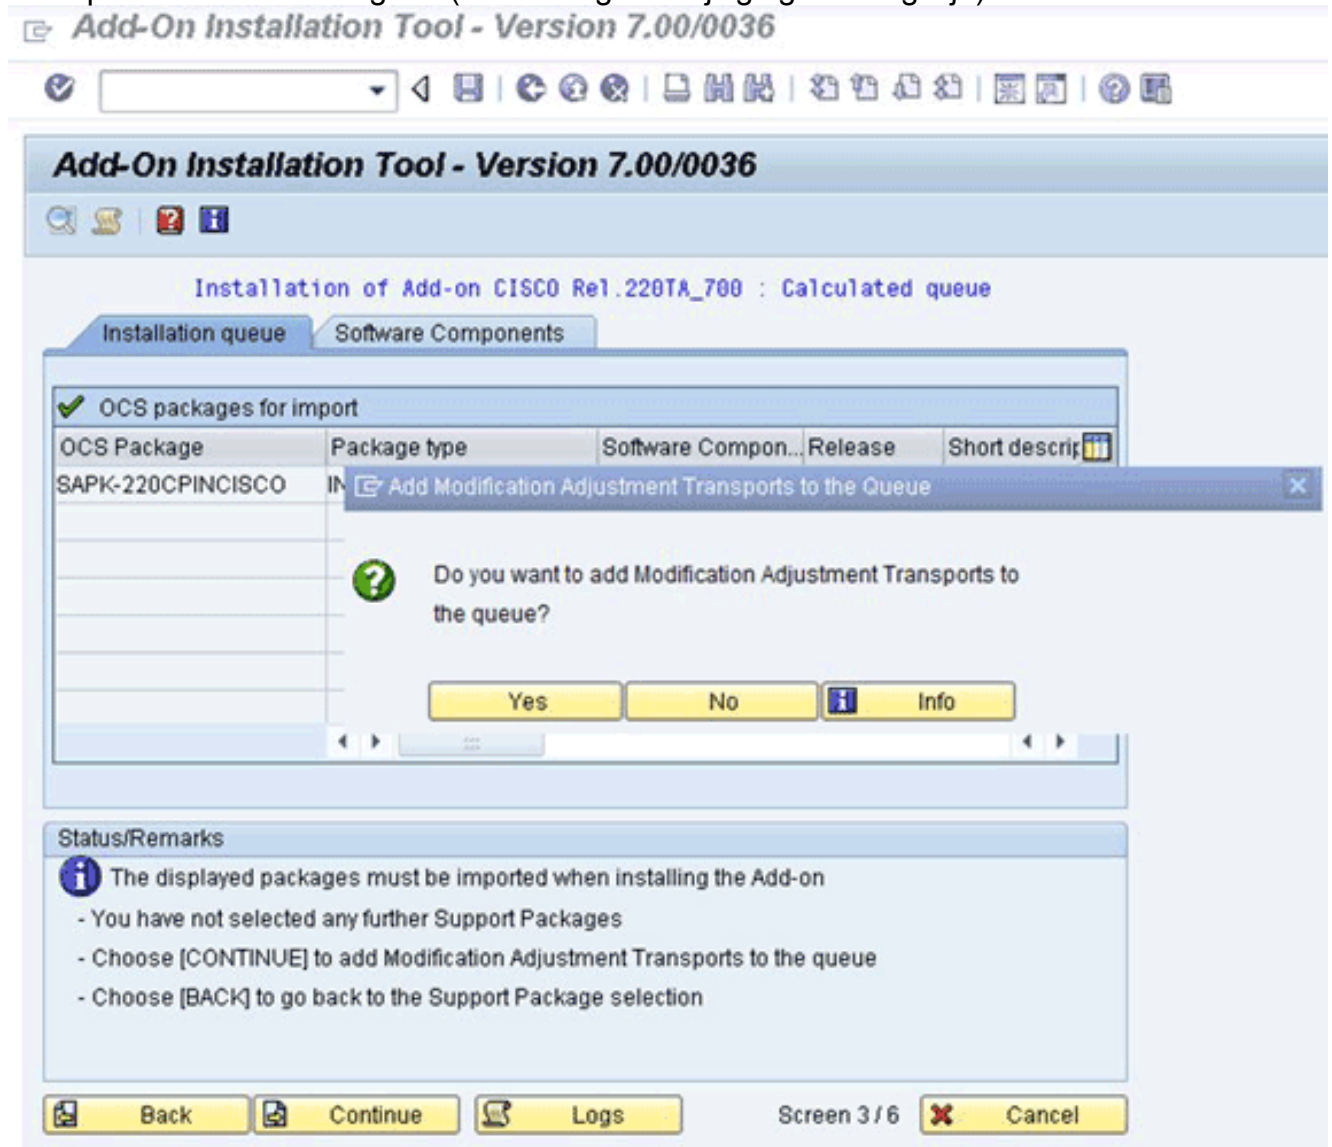 Add-On Installation Tool - Version 7.00/0036
Add-On Installation Tool - Version 7.00/0036
Installation of Add-on CISCO Rel.220TA_700 : Calculated queue
Installation queue
Software Components
OCS packages for import
OCS Package Package type Software Compon... Release Short descrip
SAPK-220CPINCISCO IN
Add Modification Adjustment Transports to the Queue
Do you want to add Modification Adjustment Transports to
the queue?
Yes No Info
Status/Remarks
The displayed packages must be imported when installing the Add-on
- You have not selected any further Support Packages
- Choose [CONTINUE] to add Modification Adjustment Transports to the queue
- Choose [BACK] to go back to the Support Package selection
Back Continue Logs Screen 3 / 6 Cancel